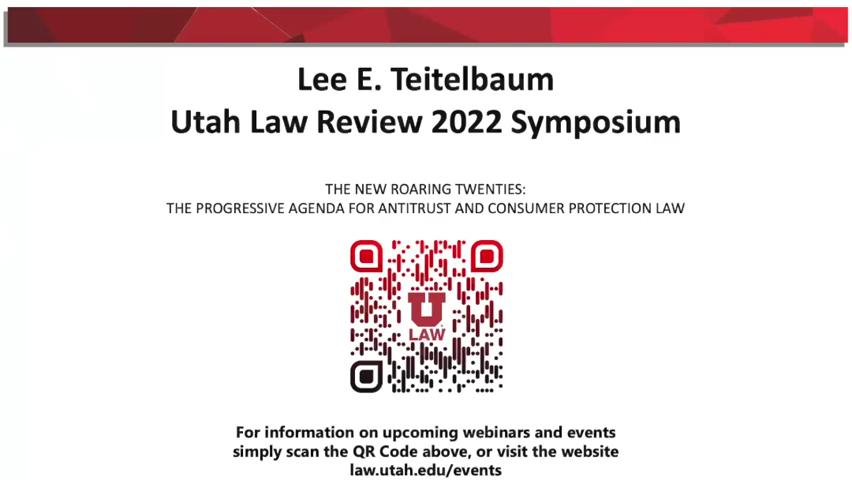 Lee E. Teitelbaum
Utah Law Review 2022 Symposium
THE NEW ROARING TWENTIES:
THE PROGRESSIVE AGENDA FOR ANTITRUST AND CONSUMER PROTECTION LAW
U
LAW
For information on upcoming webinars and events
simply scan the QR Code above, or visit the website
law.utah.edu/events